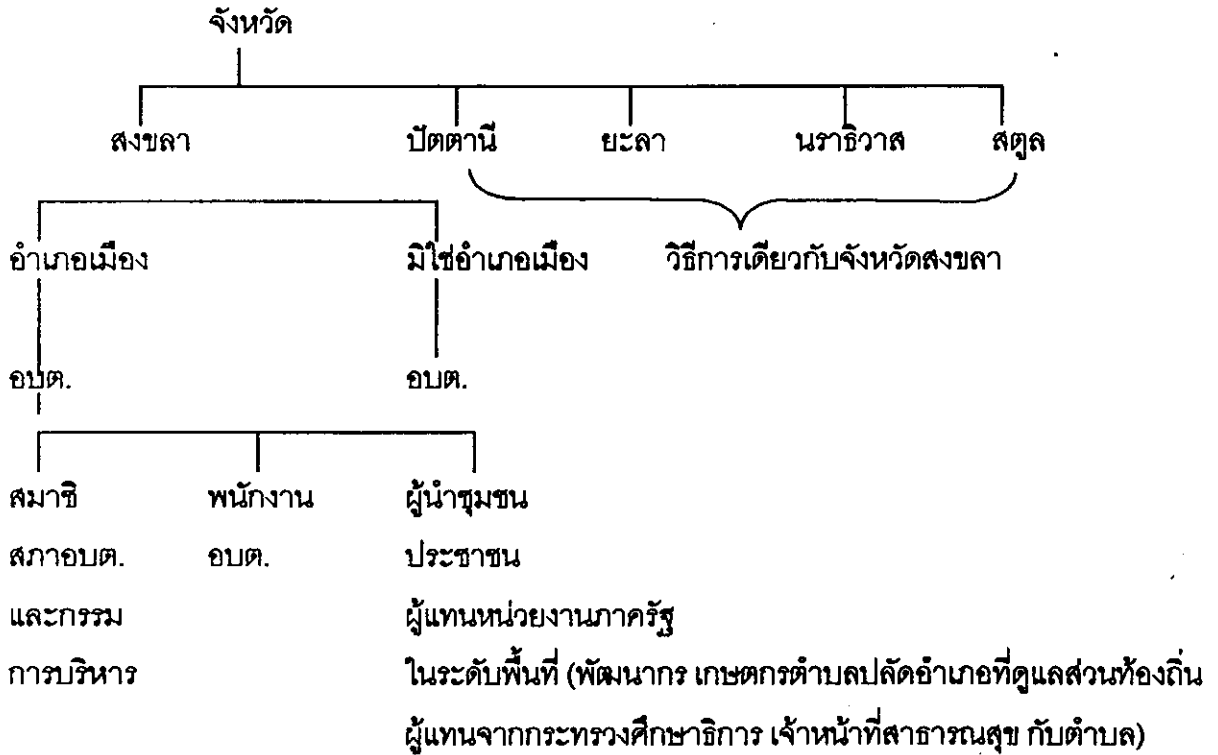 จังหวัด
สงขลา ปัตตานี ยะลา นราธิวาส สตูล
อำเภอเมือง มิใช่อำเภอเมือง วิธีการเดียวกับจังหวัดสงขลา
อบต. อบต.
สมาชิ พนักงาน ผู้นำชุมชน
สภาอบต. อบต. ประชาชน
และกรรม ผู้แทนหน่วยงานภาครัฐ
การบริหาร ในระดับพื้นที่ (พัฒนากร เกษตกรตำบลปลัดอำเภอที่ดูแลส่วนท้องถิ่น
ผู้แทนจากกระทรวงศึกษาธิการ เจ้าหน้าที่สาธารณสุข กับตำบล)